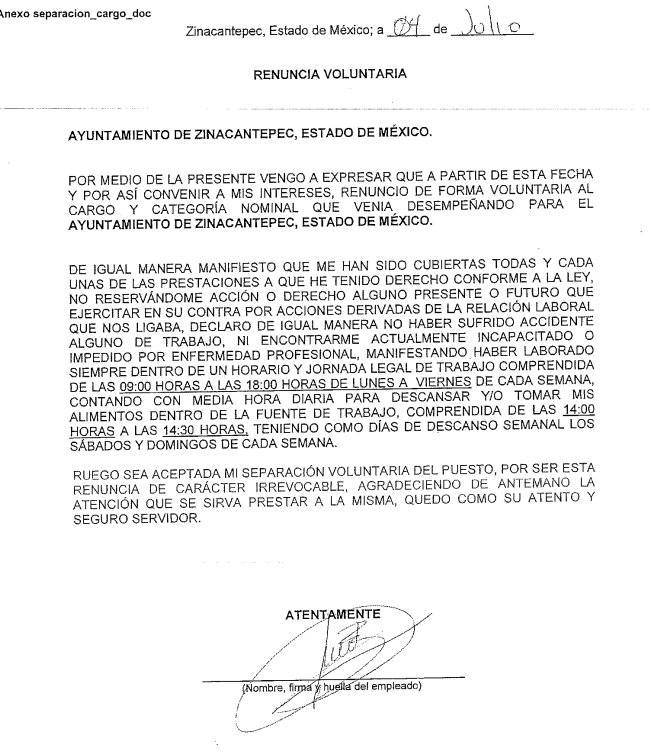 Anexo separacion_cargo_doc
Zinacantepec, Estado de México; a 04 de Julio
RENUNCIA VOLUNTARIA
AYUNTAMIENTO DE ZINACANTEPEC, ESTADO DE MÉXICO.
POR MEDIO DE LA PRESENTE VENGO A EXPRESAR QUE A PARTIR DE ESTA FECHA
Y POR ASÍ CONVENIR A MIS INTERESES, RENUNCIO DE FORMA VOLUNTARIA AL
CARGO Y CATEGORÍA NOMINAL QUE VENIA DESEMPEÑANDO PARA EL
AYUNTAMIENTO DE ZINACANTEPEC, ESTADO DE MÉXICO.
DE IGUAL MANERA MANIFIESTO QUE ME HAN SIDO CUBIERTAS TODAS Y CADA
UNAS DE LAS PRESTACIONES A QUE HE TENIDO DERECHO CONFORME A LA LEY,
NO RESERVÁNDOME ACCIÓN O DERECHO ALGUNO PRESENTE O FUTURO QUE
EJERCITAR EN SU CONTRA POR ACCIONES DERIVADAS DE LA RELACIÓN LABORAL
QUE NOS LIGABA, DECLARO DE IGUAL MANERA NO HABER SUFRIDO ACCIDENTE
ALGUNO DE TRABAJO, NI ENCONTRARME ACTUALMENTE INCAPACITADO O
IMPEDIDO POR ENFERMEDAD PROFESIONAL, MANIFESTANDO HABER LABORADO
SIEMPRE DENTRO DE UN HORARIO Y JORNADA LEGAL DE TRABAJO COMPRENDIDA
DE LAS 09:00 HORAS A LAS 18:00 HORAS DE LUNES A VIERNES DE CADA SEMANA,
CONTANDO CON MEDIA HORA DIARIA PARA DESCANSAR Y/O TOMAR MIS
ALIMENTOS DENTRO DE LA FUENTE DE TRABAJO, COMPRENDIDA DE LAS 14:00
HORAS A LAS 14:30 HORAS, TENIENDO COMO DÍAS DE DESCANSO SEMANAL LOS
SÁBADOS Y DOMINGOS DE CADA SEMANA.
RUEGO SEA ACEPTADA MI SEPARACIÓN VOLUNTARIA DEL PUESTO, POR SER ESTA
RENUNCIA DE CARÁCTER IRREVOCABLE, AGRADECIENDO DE ANTEMANO LA
ATENCIÓN QUE SE SIRVA PRESTAR A LA MISMA, QUEDO COMO SU ATENTO Y
SEGURO SERVIDOR.
ATENTAMENTE
(Nombre, firma y huella del empleado)